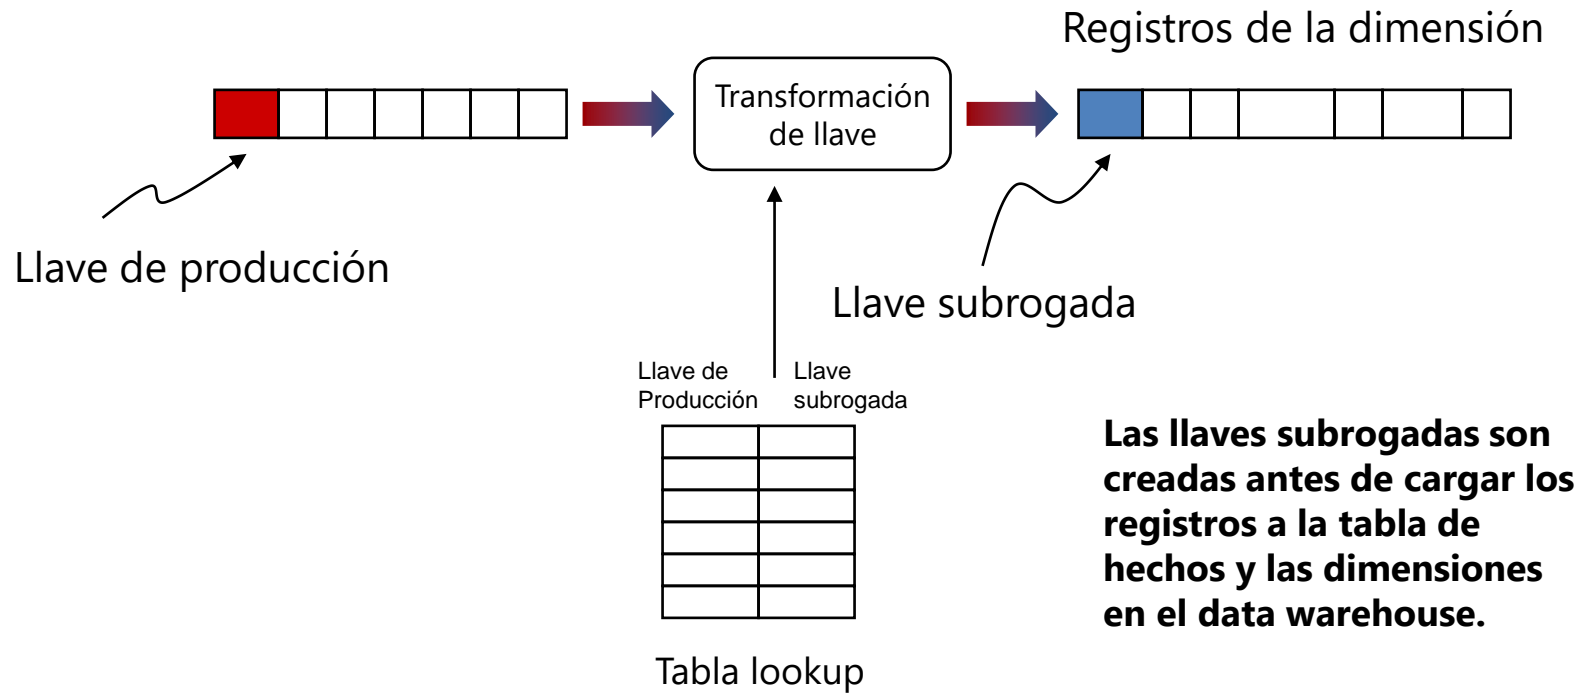 Registros de la dimensión
Transformación
de llave
Llave de producción
Llave subrogada
Llave de
Producción
Llave
subrogada
Tabla lookup
Las llaves subrogadas son
creadas antes de cargar los
registros a la tabla de
hechos y las dimensiones
en el data warehouse.